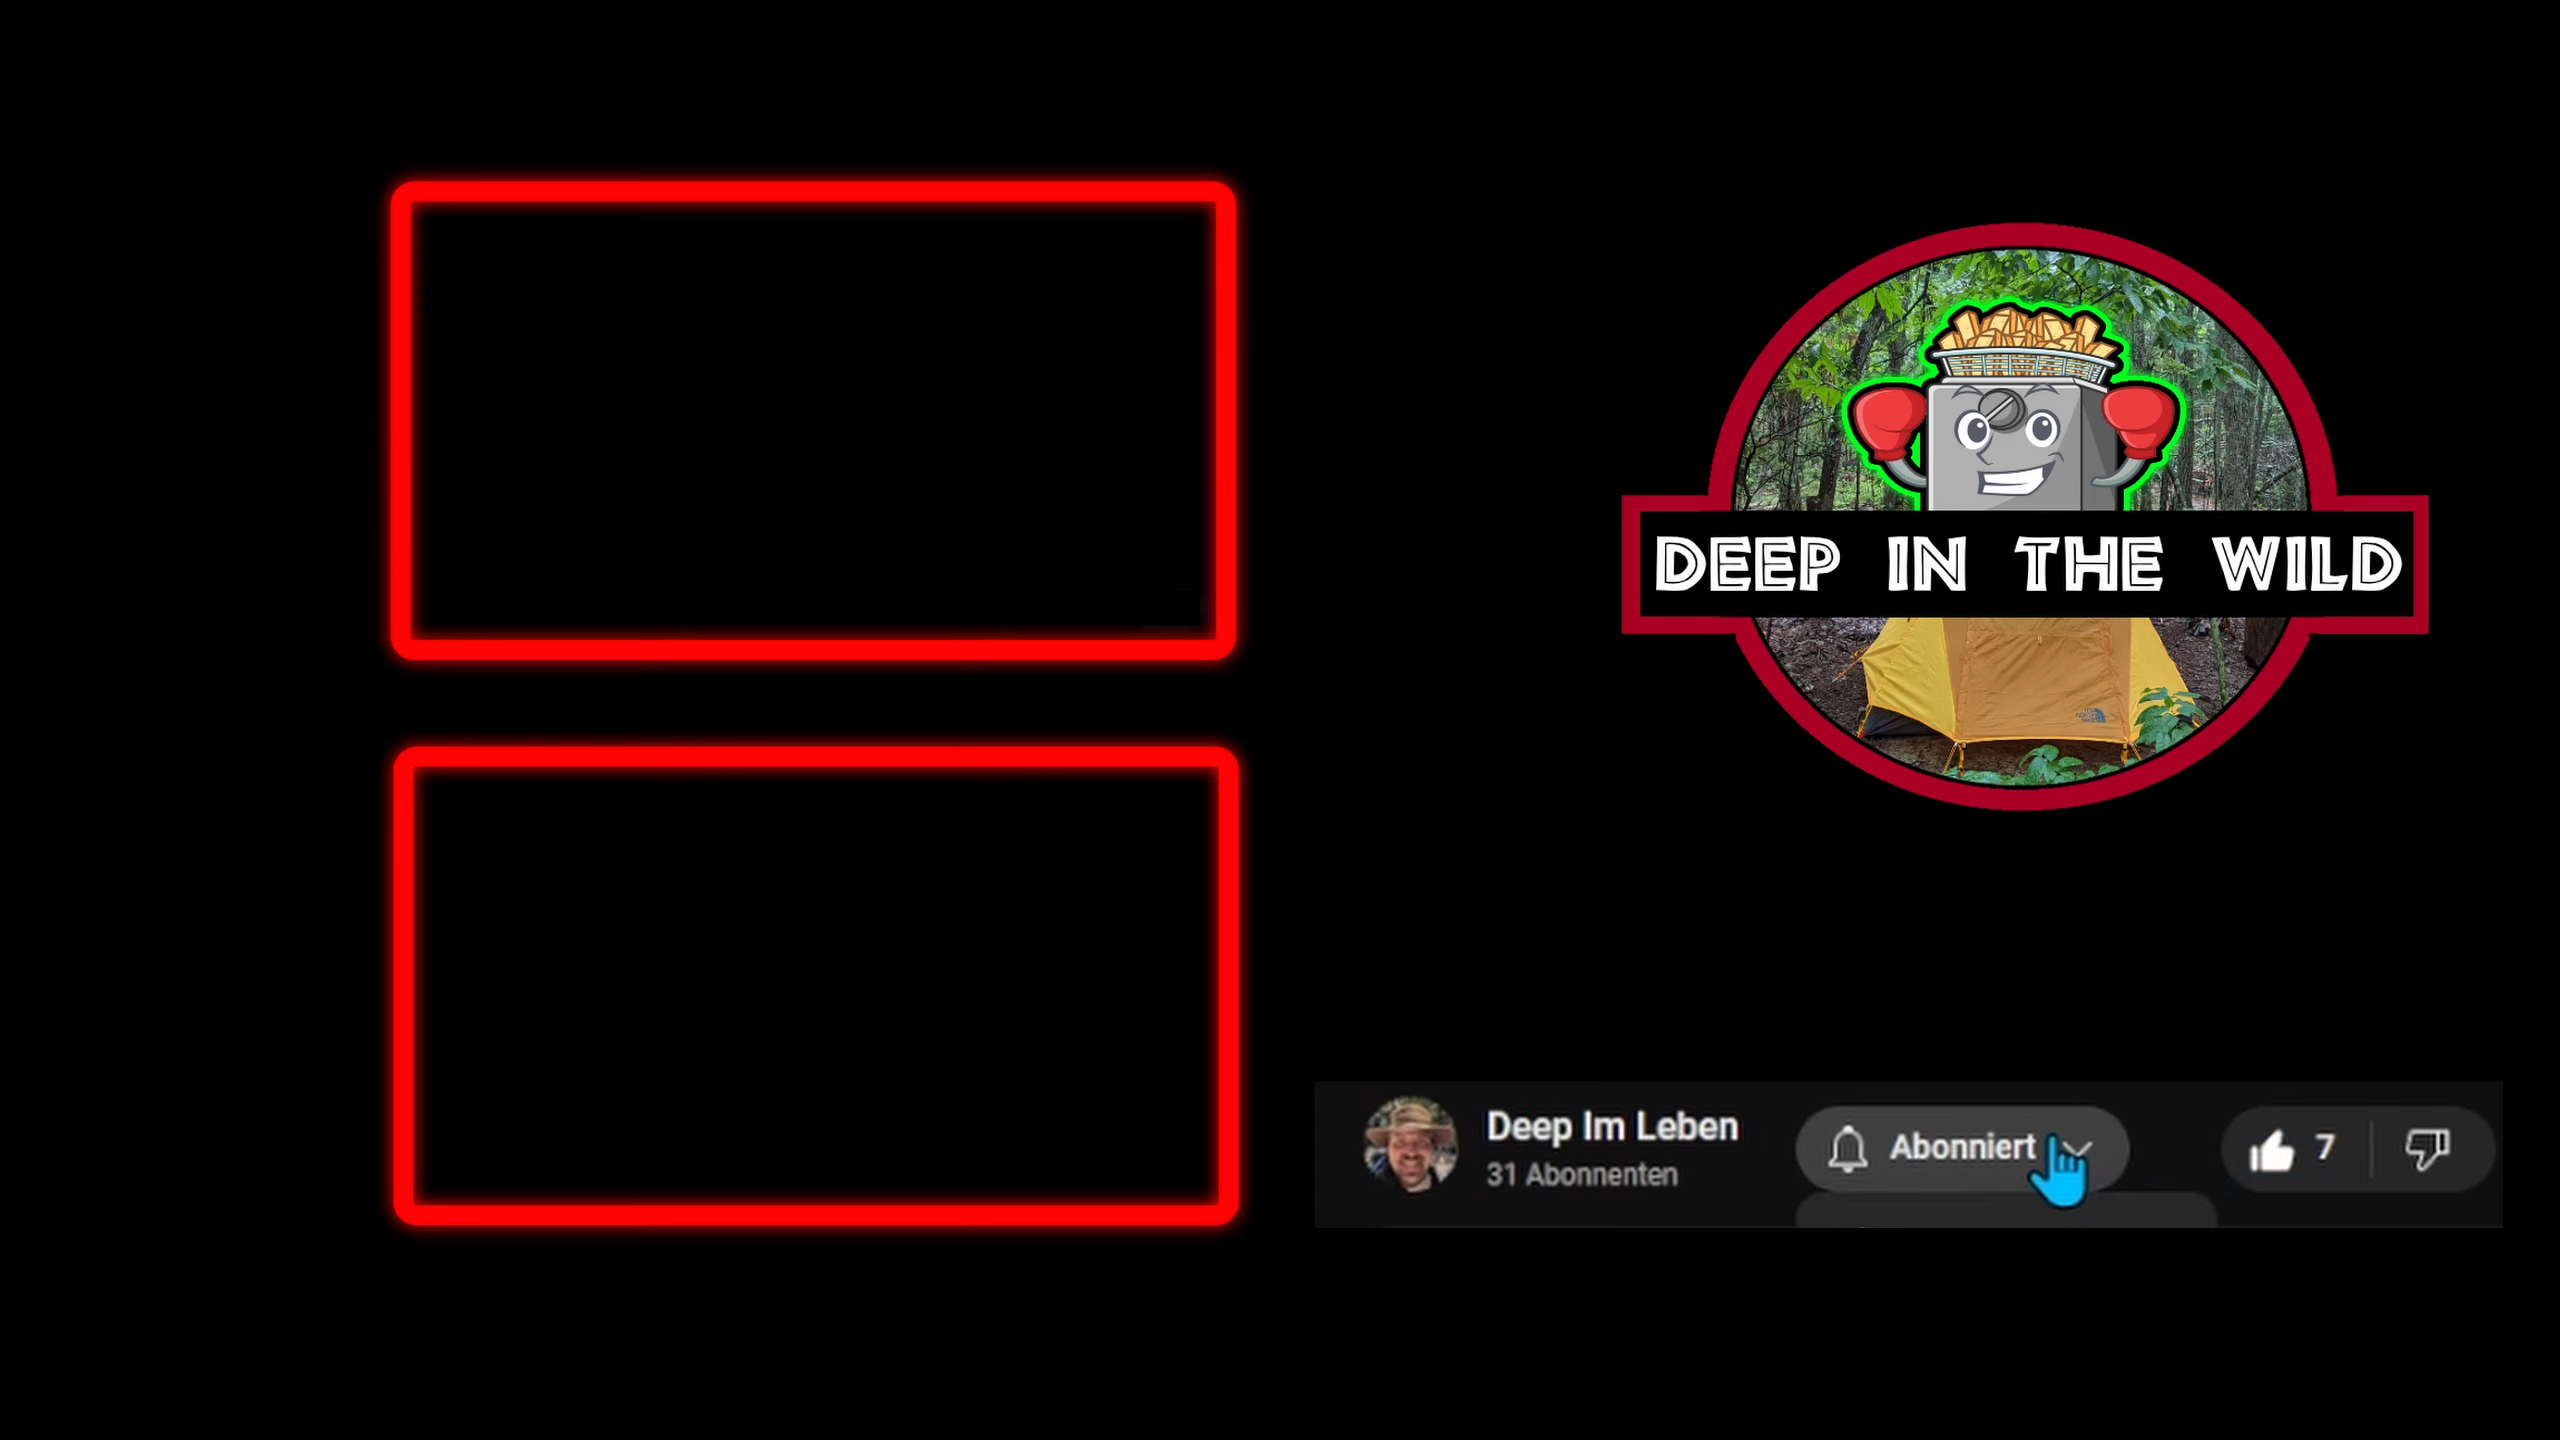 DEEP IN THE WILD
Deep Im Leben
31 Abonnenten
Abonniert
7